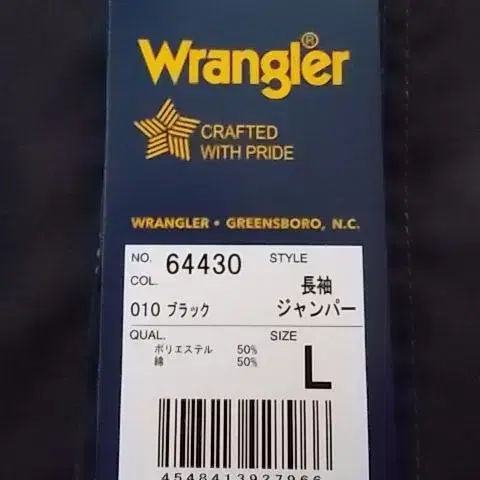 Wrangler®
CRAFTED
WITH PRIDE
WRANGLER • GREENSBORO, N.C.
NO. 64430 STYLE
COL. 長袖
010 ブラック ジャンパー
QUAL. SIZE
ポリエステル 50% L
綿 50%
4548413927966